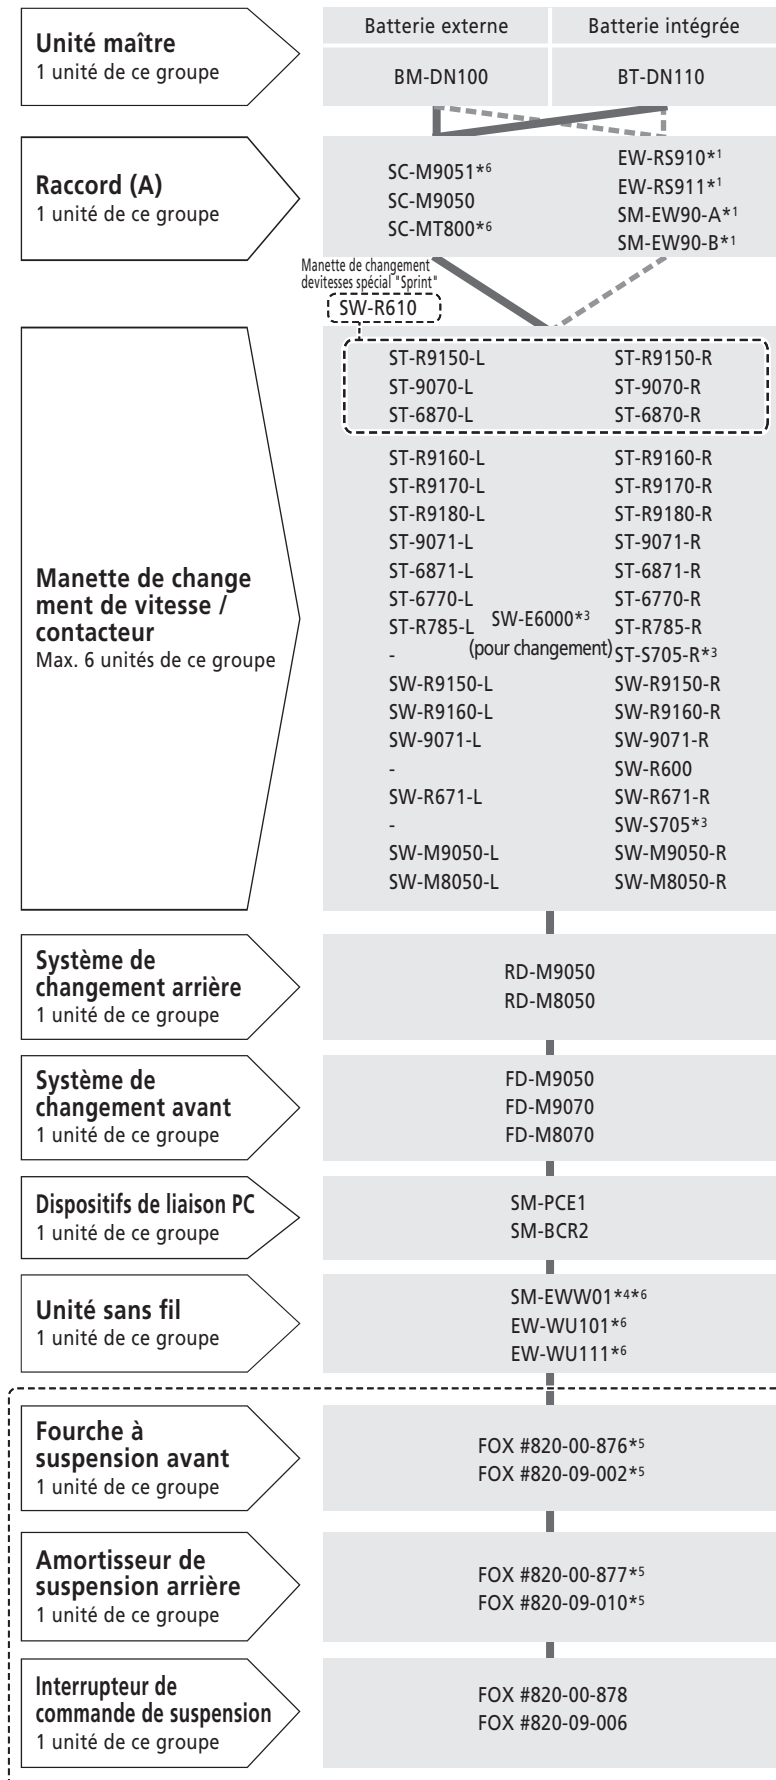 Batterie externe Batterie intégrée
Unité maître
1 unité de ce groupe
BM-DN100 BT-DN110
Raccord (A)
1 unité de ce groupe
SC-M9051*6
SC-M9050
SC-MT800*6
EW-RS910*1
EW-RS911*1
SM-EW90-A*1
SM-EW90-B*1
Manette de changement
devitesses spécial "Sprint"
SW-R610
Manette de change
ment de vitesse /
contacteur
Max. 6 unités de ce groupe
ST-R9150-L ST-R9150-R
ST-9070-L ST-9070-R
ST-6870-L ST-6870-R
ST-R9160-L ST-R9160-R
ST-R9170-L ST-R9170-R
ST-R9180-L ST-R9180-R
ST-9071-L ST-9071-R
ST-6871-L ST-6871-R
ST-6770-L ST-6770-R
ST-R785-L SW-E6000*3 ST-R785-R
- (pour changement) ST-S705-R*3
SW-R9150-L SW-R9150-R
SW-R9160-L SW-R9160-R
SW-9071-L SW-9071-R
- SW-R600
SW-R671-L SW-R671-R
- SW-S705*3
SW-M9050-L SW-M9050-R
SW-M8050-L SW-M8050-R
Système de
changement arrière
1 unité de ce groupe
RD-M9050
RD-M8050
Système de
changement avant
1 unité de ce groupe
FD-M9050
FD-M9070
FD-M8070
Dispositifs de liaison PC
1 unité de ce groupe
SM-PCE1
SM-BCR2
Unité sans fil
1 unité de ce groupe
SM-EWW01*4*6
EW-WU101*6
EW-WU111*6
Fourche à
suspension avant
1 unité de ce groupe
FOX #820-00-876*5
FOX #820-09-002*5
Amortisseur de
suspension arrière
1 unité de ce groupe
FOX #820-00-877*5
FOX #820-09-010*5
Interrupteur de
commande de suspension
1 unité de ce groupe
FOX #820-00-878
FOX #820-09-006